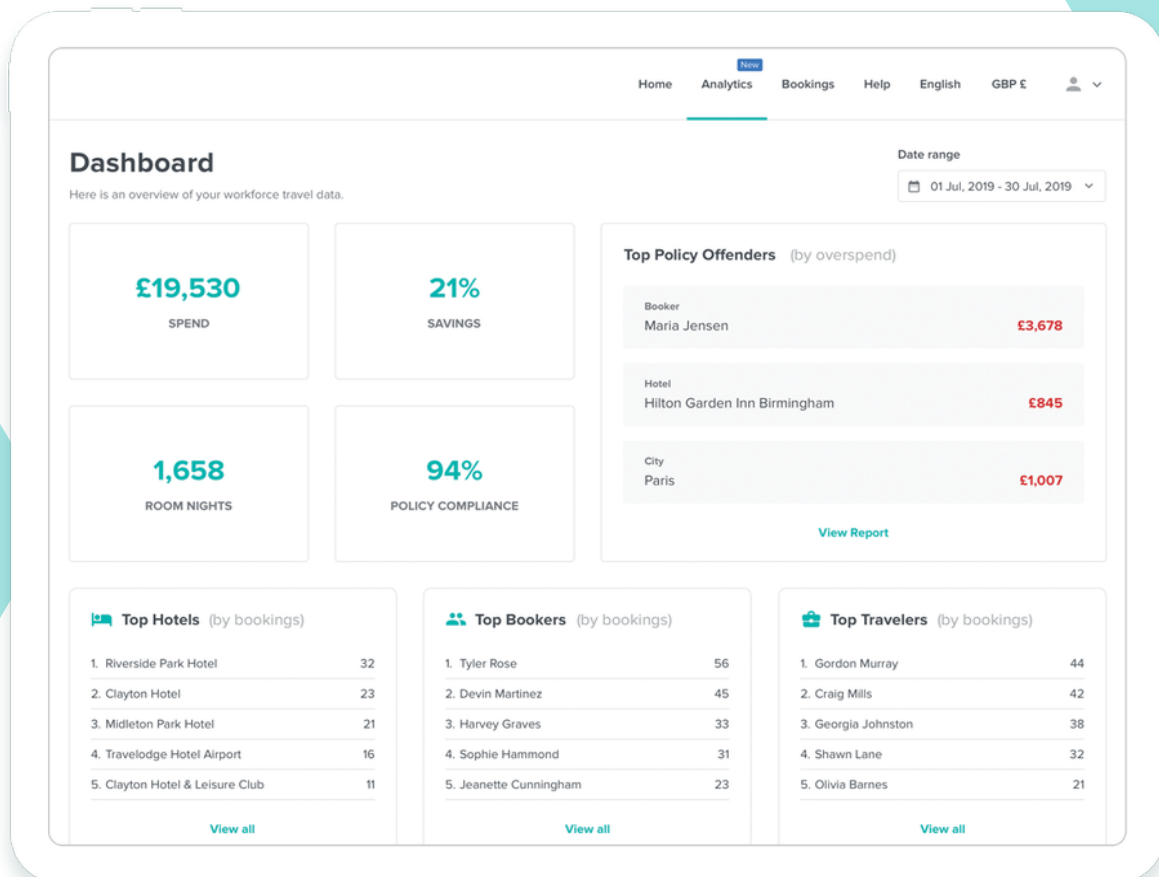 New
Home Analytics Bookings Help English GBP £
Dashboard
Here is an overview of your workforce travel data.
Date range
01 Jul, 2019 - 30 Jul, 2019
£19,530
SPEND
21%
SAVINGS
1,658
ROOM NIGHTS
94%
POLICY COMPLIANCE
Top Policy Offenders (by overspend)
Booker
Maria Jensen £3,678
Hotel
Hilton Garden Inn Birmingham £845
City
Paris £1,007
View Report
Top Hotels (by bookings)
1. Riverside Park Hotel 32
2. Clayton Hotel 23
3. Midleton Park Hotel 21
4. Travelodge Hotel Airport 16
5. Clayton Hotel & Leisure Club 11
View all
Top Bookers (by bookings)
1. Tyler Rose 56
2. Devin Martinez 45
3. Harvey Graves 33
4. Sophie Hammond 31
5. Jeanette Cunningham 23
View all
Top Travelers (by bookings)
1. Gordon Murray 44
2. Craig Mills 42
3. Georgia Johnston 38
4. Shawn Lane 32
5. Olivia Barnes 21
View all